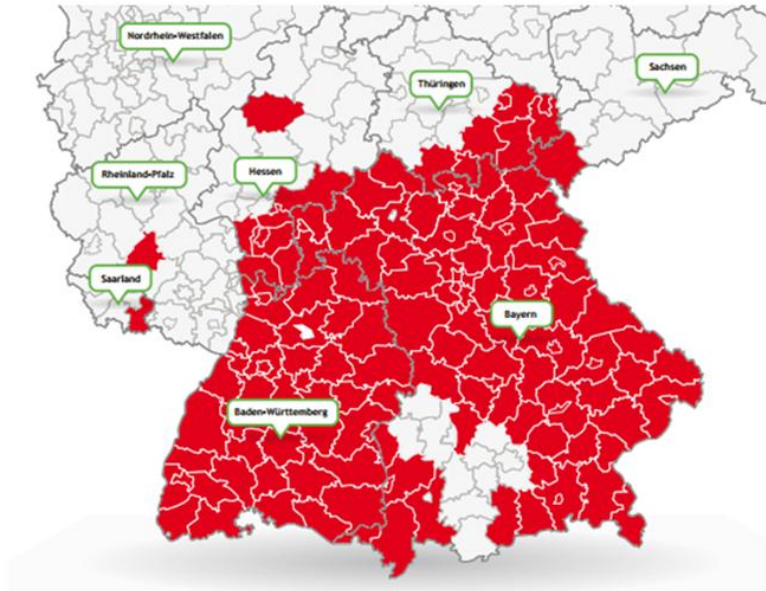 Nordrhein-Westfalen
Sachsen
Thüringen
Rheinland-Pfalz
Hessen
Saarland
Bayern
Baden-Württemberg